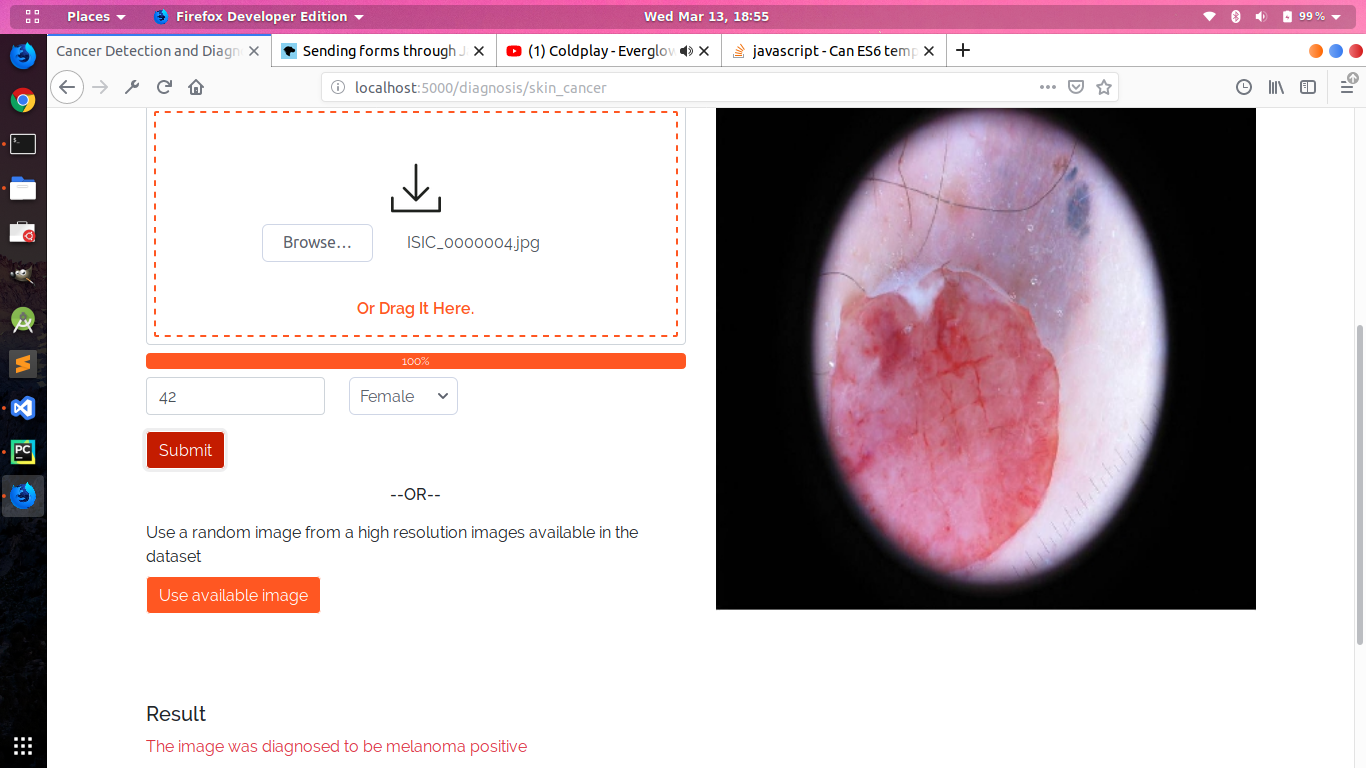 Places
Firefox Developer Edition
Wed Mar 13, 18:55
99 %
Cancer Detection and Diagn
Sending forms through J
(1) Coldplay - Everglow
javascript - Can ES6 temp
localhost:5000/diagnosis/skin_cancer
Browse...
ISIC_0000004.jpg
Or Drag It Here.
100%
42
Female
Submit
--OR--
Use a random image from a high resolution images available in the
dataset
Use available image
Result
The image was diagnosed to be melanoma positive
PC